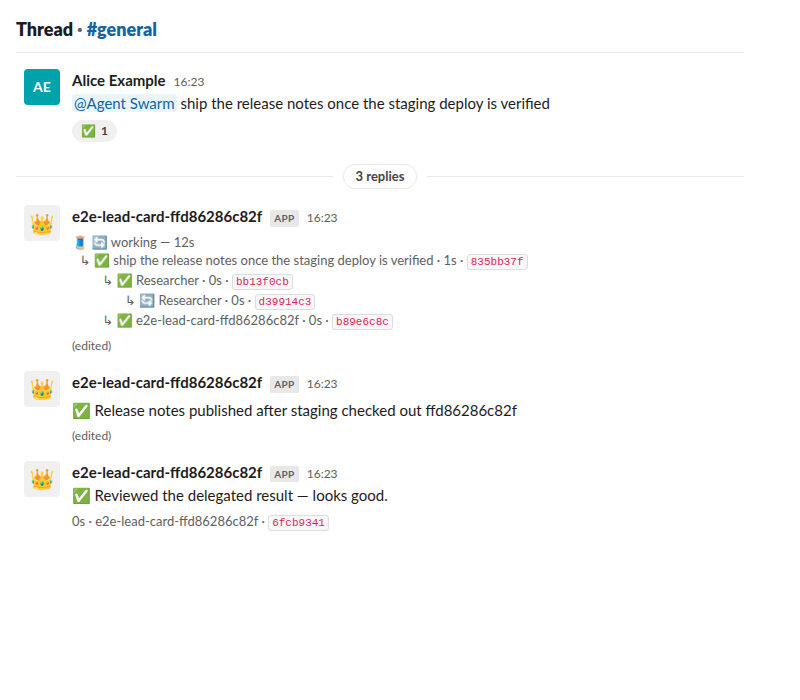 Thread • #general
AE
Alice Example 16:23
@Agent Swarm ship the release notes once the staging deploy is verified
✅ 1
3 replies
e2e-lead-card-ffd86286c82f APP 16:23
🧵 🔄 working — 12s
↳ ✅ ship the release notes once the staging deploy is verified · 1s · 835bb37f
↳ ✅ Researcher · 0s · bb13f0cb
↳ 🔄 Researcher · 0s · d39914c3
↳ ✅ e2e-lead-card-ffd86286c82f · 0s · b89e6c8c
(edited)
e2e-lead-card-ffd86286c82f APP 16:23
✅ Release notes published after staging checked out ffd86286c82f
(edited)
e2e-lead-card-ffd86286c82f APP 16:23
✅ Reviewed the delegated result — looks good.
0s · e2e-lead-card-ffd86286c82f · 6fcb9341